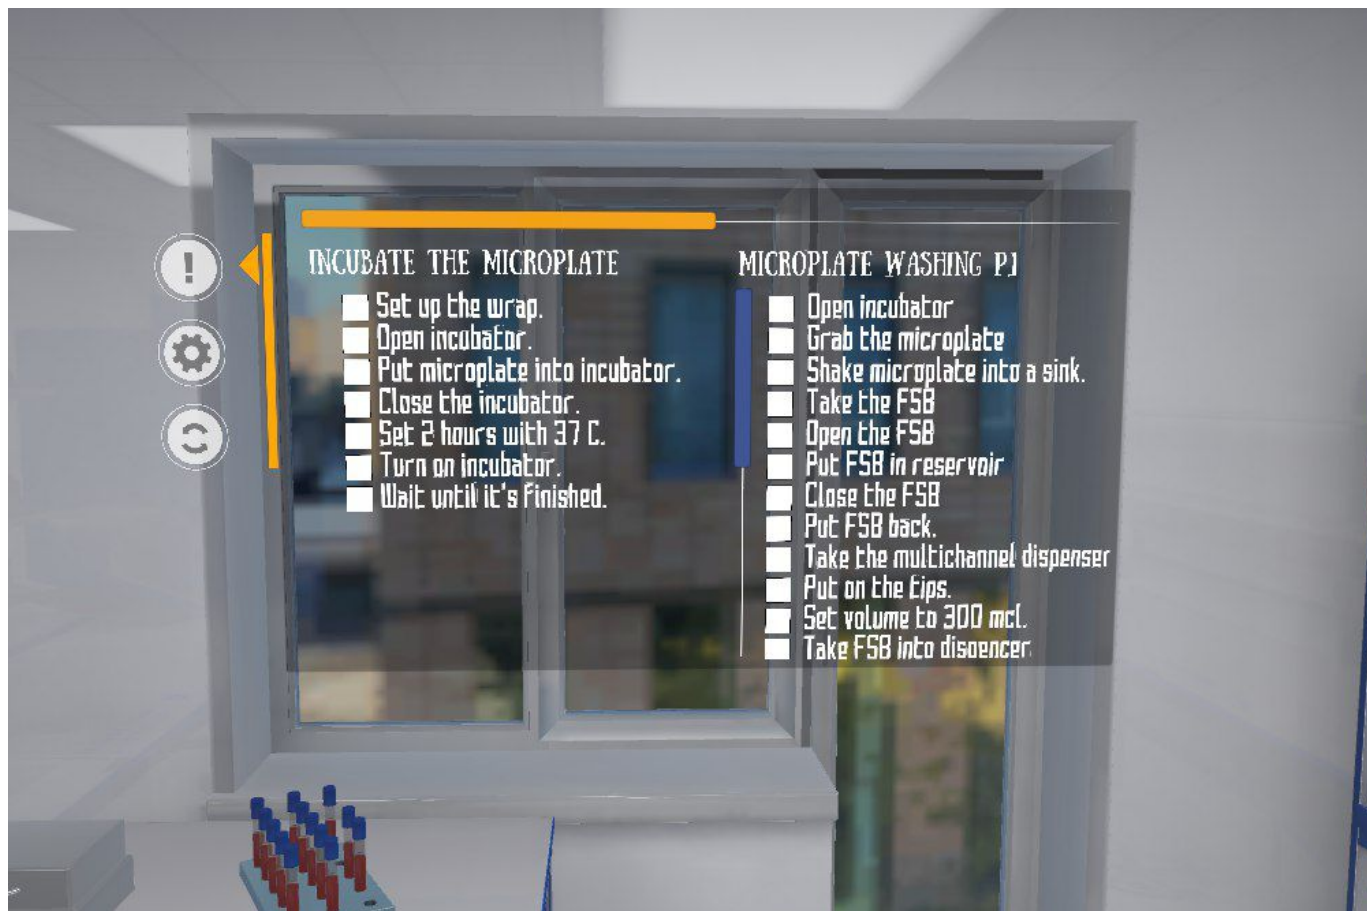 INCUBATE THE MICROPLATE
Set up the wrap.
Open incubator.
Put microplate into incubator.
Close the incubator.
Set 2 hours with 37 C.
Turn on incubator.
Wait until it's finished.
MICROPLATE WASHING P.1
Open incubator
Grab the microplate
Shake microplate into a sink.
Take the FSB
Open the FSB
Put FSB in reservoir
Close the FSB
Put FSB back.
Take the multichannel dispenser
Put on the tips.
Set volume to 300 mcl.
Take FSB into dispencer.